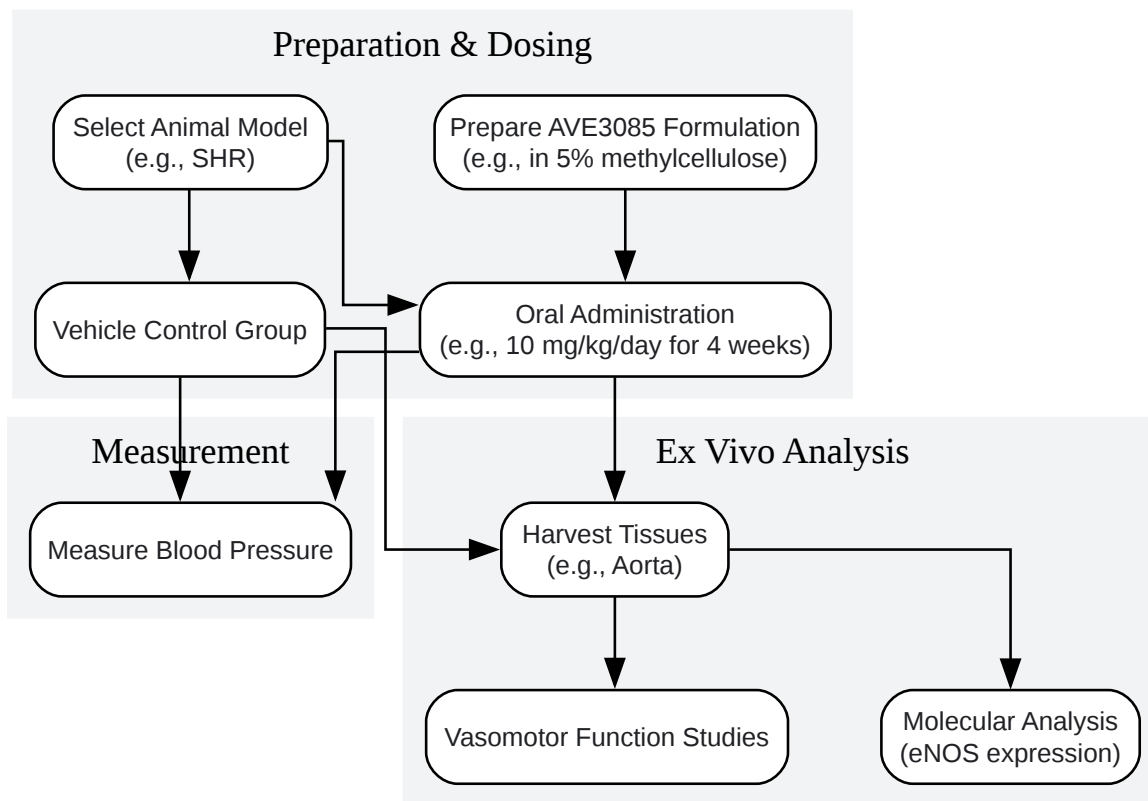 Preparation & Dosing
Select Animal Model
(e.g., SHR)
Prepare AVE3085 Formulation
(e.g., in 5% methylcellulose)
Vehicle Control Group
Oral Administration
(e.g., 10 mg/kg/day for 4 weeks)
Measurement
Measure Blood Pressure
Ex Vivo Analysis
Harvest Tissues
(e.g., Aorta)
Vasomotor Function Studies
Molecular Analysis
(eNOS expression)